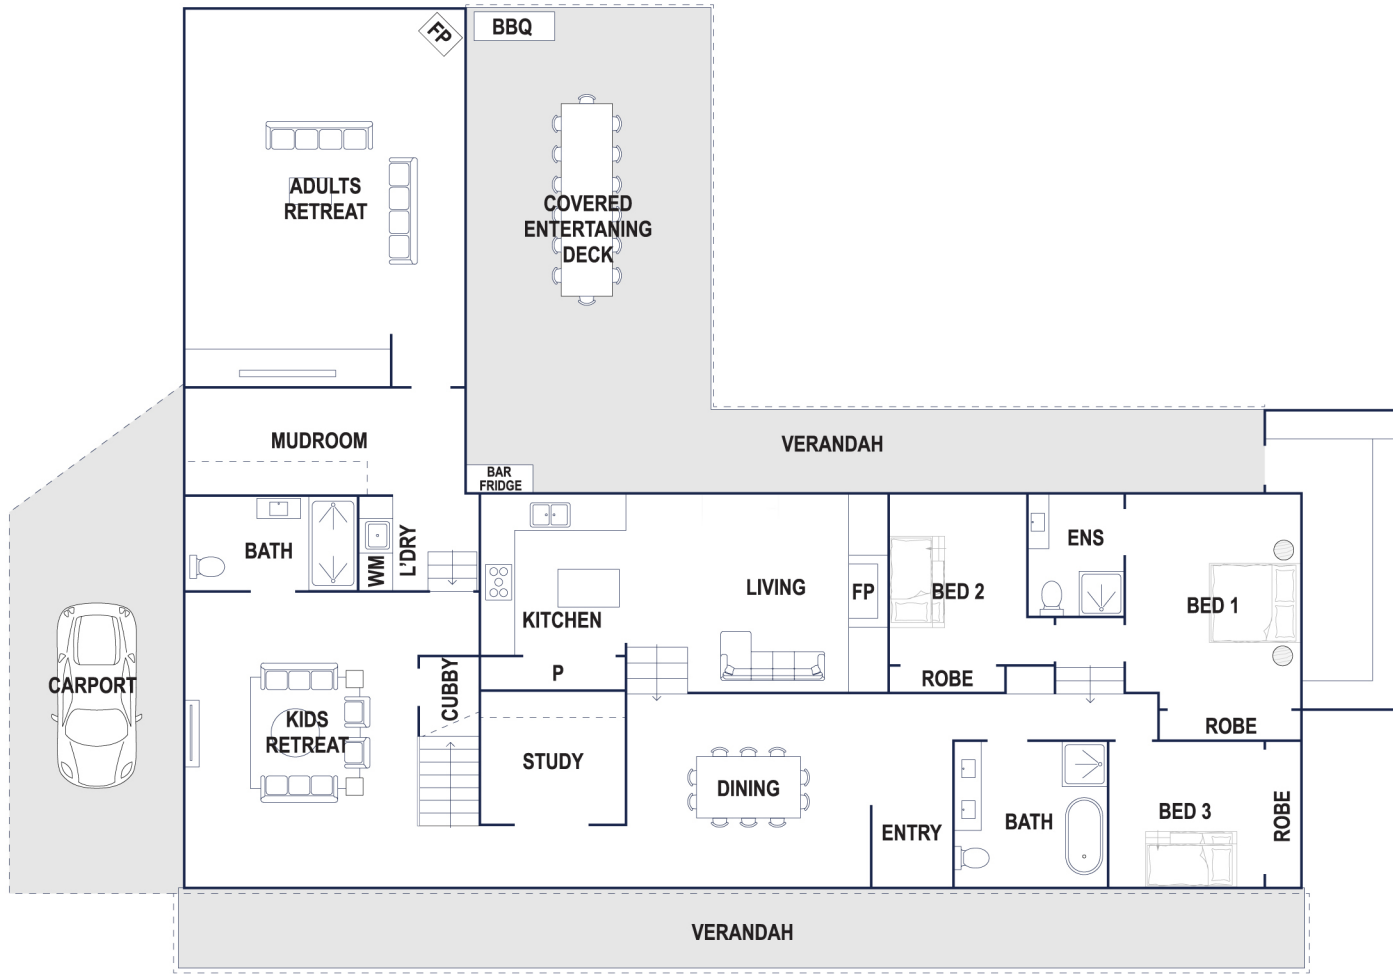 FP
BBQ
ADULTS
RETREAT
COVERED
ENTERTANING
DECK
MUDROOM
VERANDAH
BAR
FRIDGE
BATH
WM
L'DRY
KITCHEN
LIVING
FP
BED 2
ENS
BED 1
P
ROBE
CARPORT
CUBBY
KIDS
RETREAT
STUDY
DINING
ROBE
ENTRY
BATH
BED 3
ROBE
VERANDAH